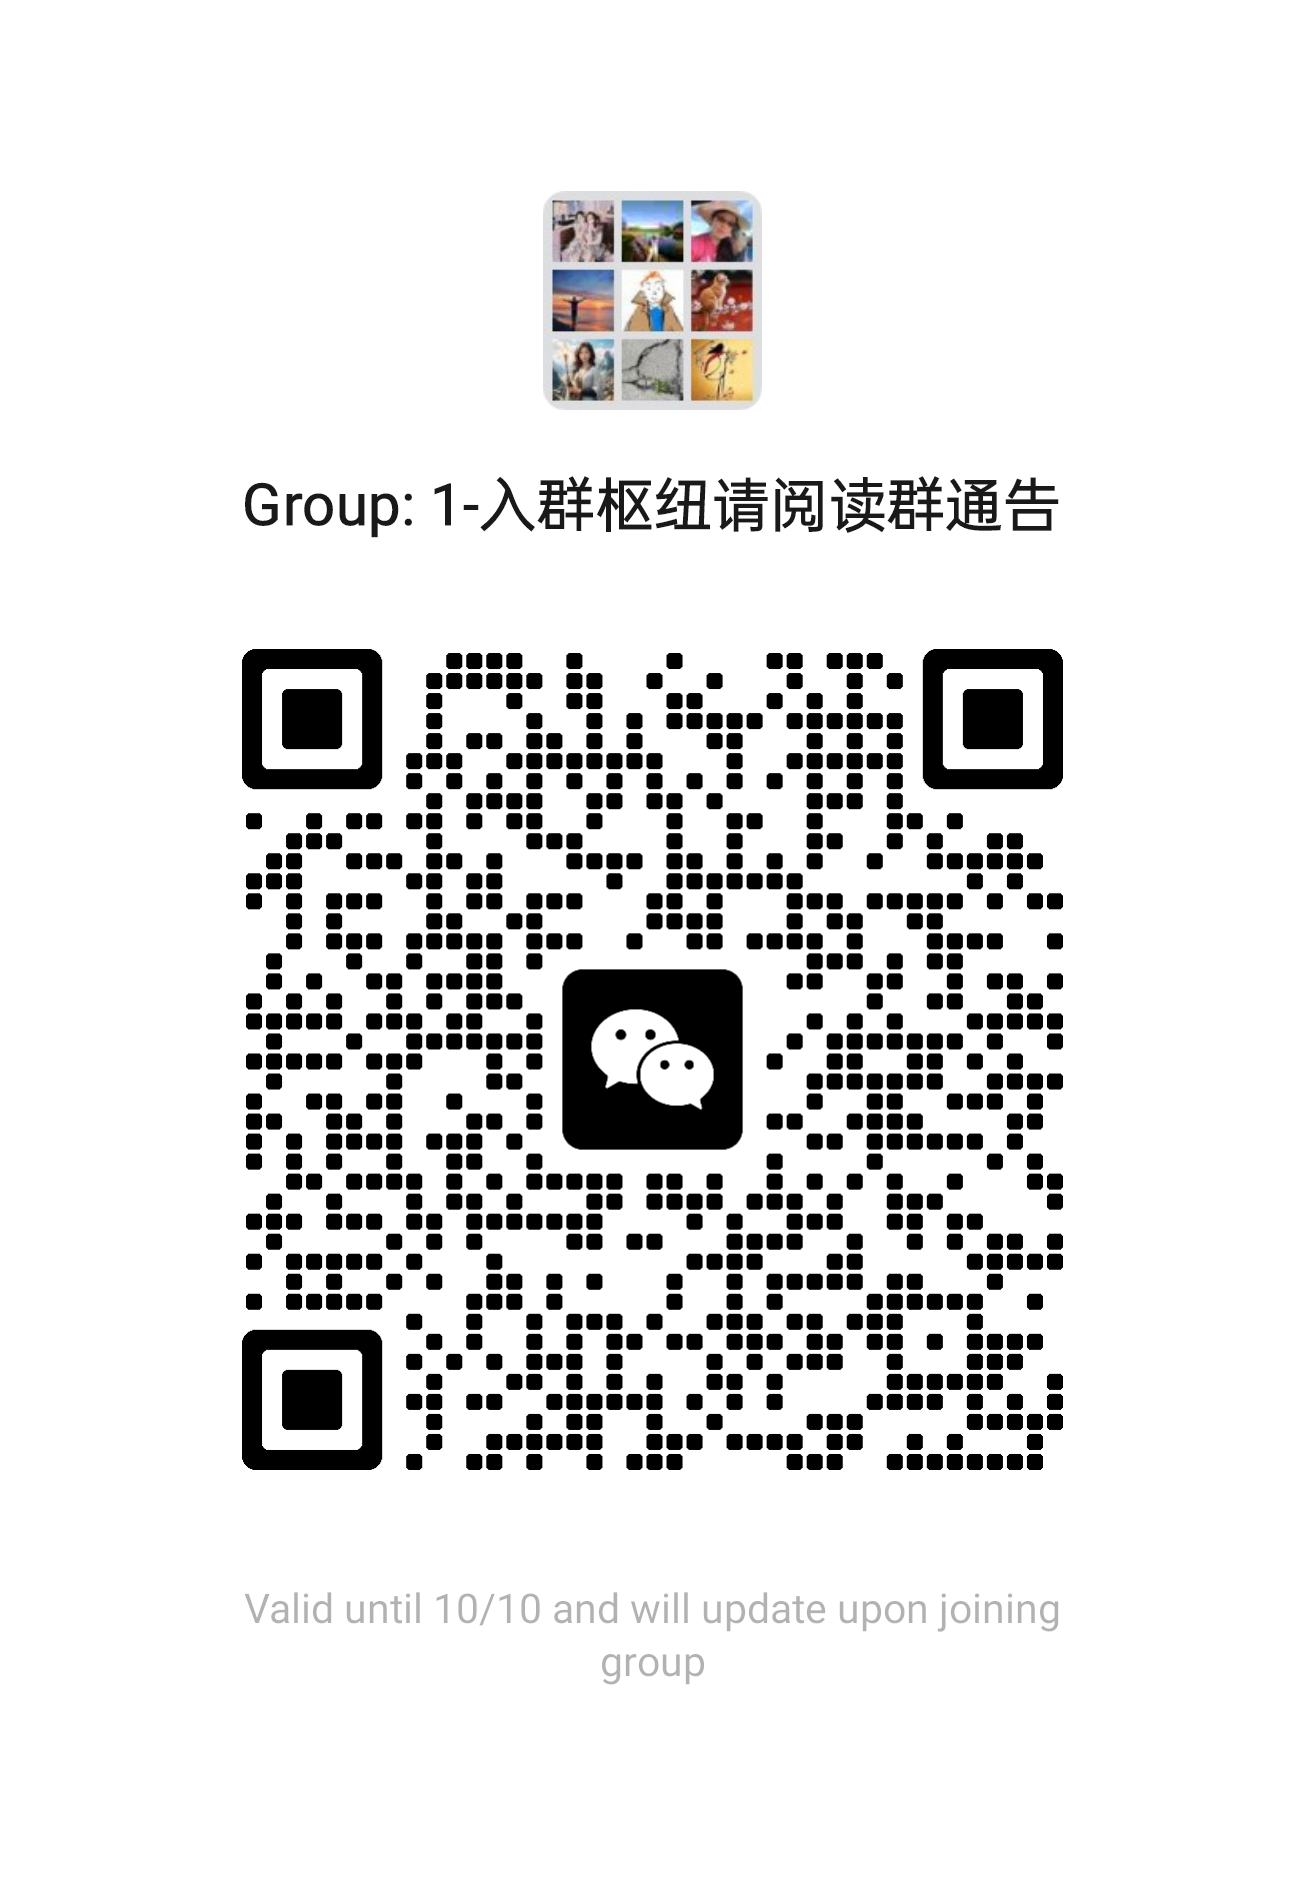 Group: 1-入群枢纽请阅读群通告
Valid until 10/10 and will update upon joining
group